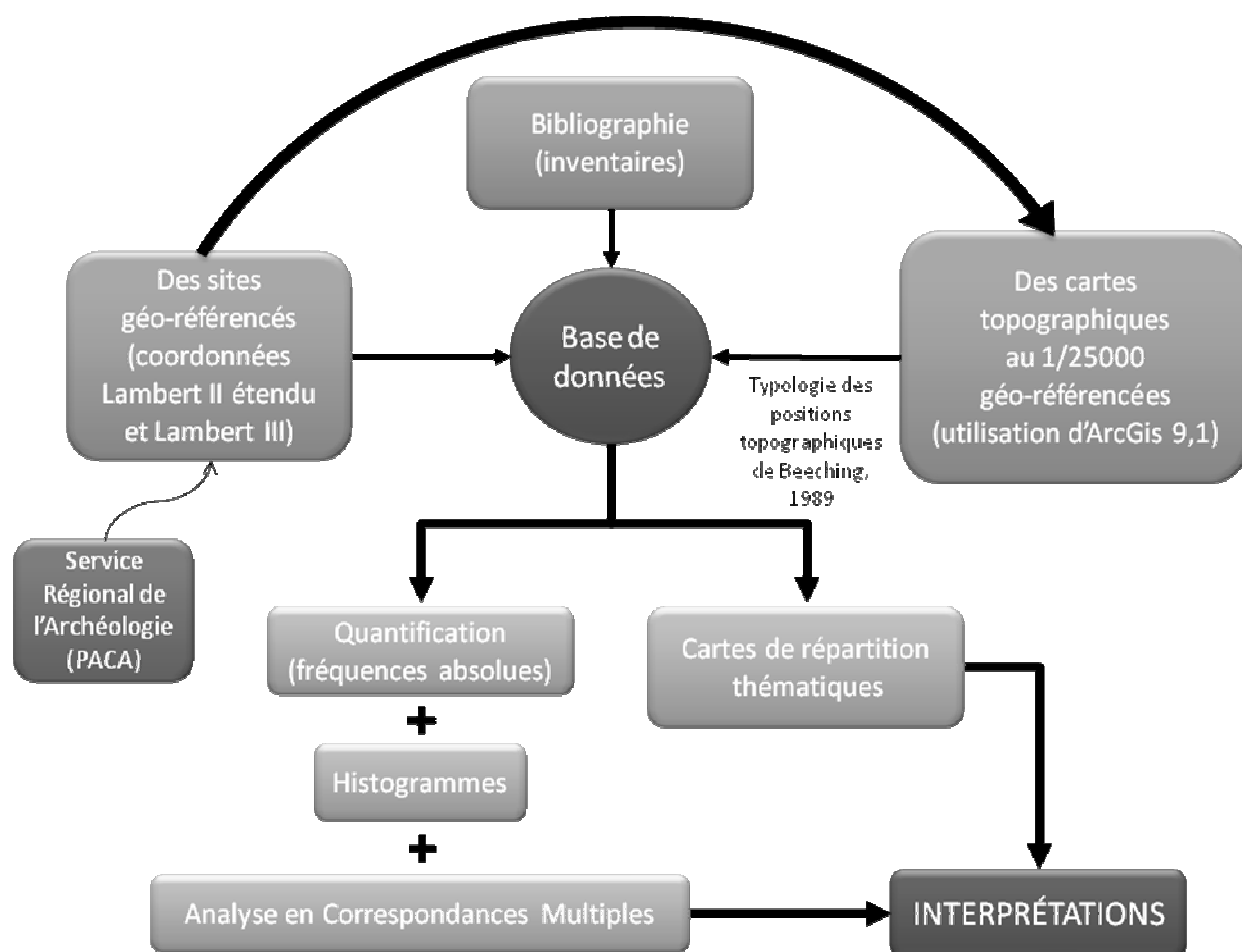 Bibliographie
(inventaires)
Des sites
géo-référencés
(coordonnées
Lambert II étendu
et Lambert III)
Base de
données
Des cartes
topographiques
au 1/25000
géo-référencées
(utilisation d'ArcGis 9,1)
Typologie des
positions
topographiques
de Beeching,
1989
Service
Régional de
l'Archéologie
(PACA)
Quantification
(fréquences absolues)
+
Histogrammes
+
Analyse en Correspondances Multiples
Cartes de répartition
thématiques
INTERPRÉTATIONS